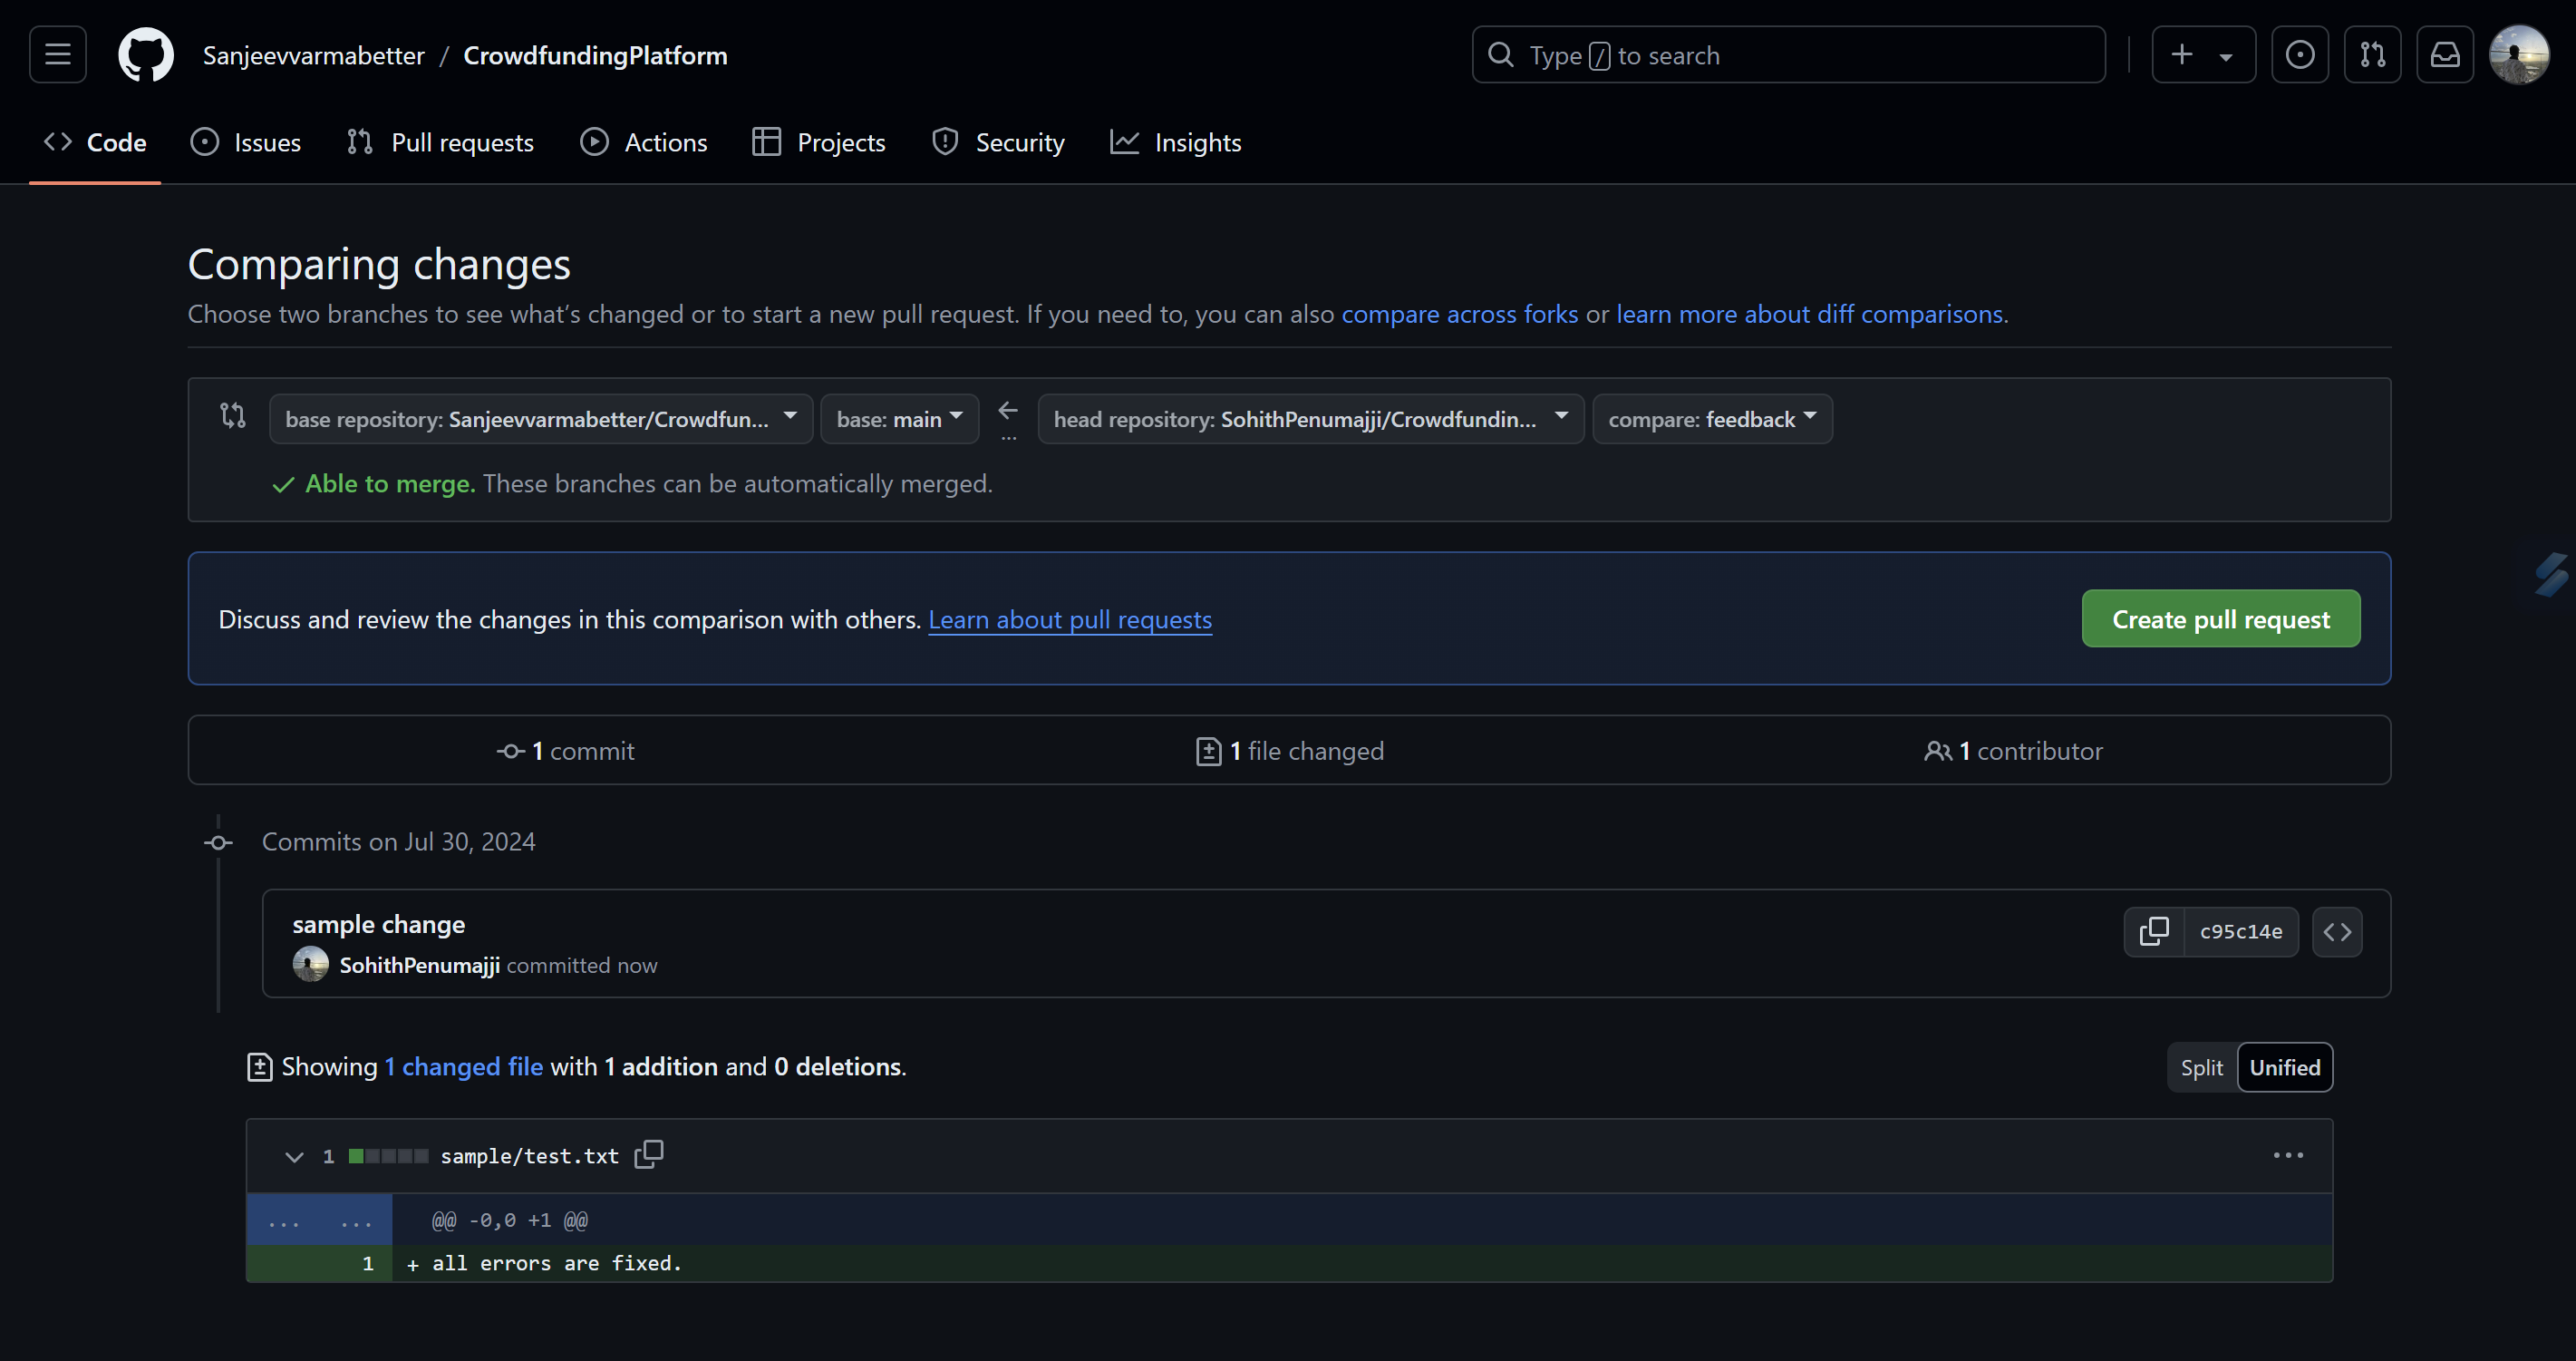 Sanjeevvarmabetter / CrowdfundingPlatform
Type / to search
Code Issues Pull requests Actions Projects Security Insights
Comparing changes
Choose two branches to see what’s changed or to start a new pull request. If you need to, you can also compare across forks or learn more about diff comparisons.
base repository: Sanjeevvarmabetter/Crowdfun... base: main ... head repository: SohithPenumajji/Crowdfundin... compare: feedback
Able to merge. These branches can be automatically merged.
Discuss and review the changes in this comparison with others. Learn about pull requests
Create pull request
1 commit 1 file changed 1 contributor
Commits on Jul 30, 2024
sample change
c95c14e
SohithPenumajji committed now
Showing 1 changed file with 1 addition and 0 deletions.
Split Unified
1 sample/test.txt
... ... @@ -0,0 +1 @@
1 + all errors are fixed.